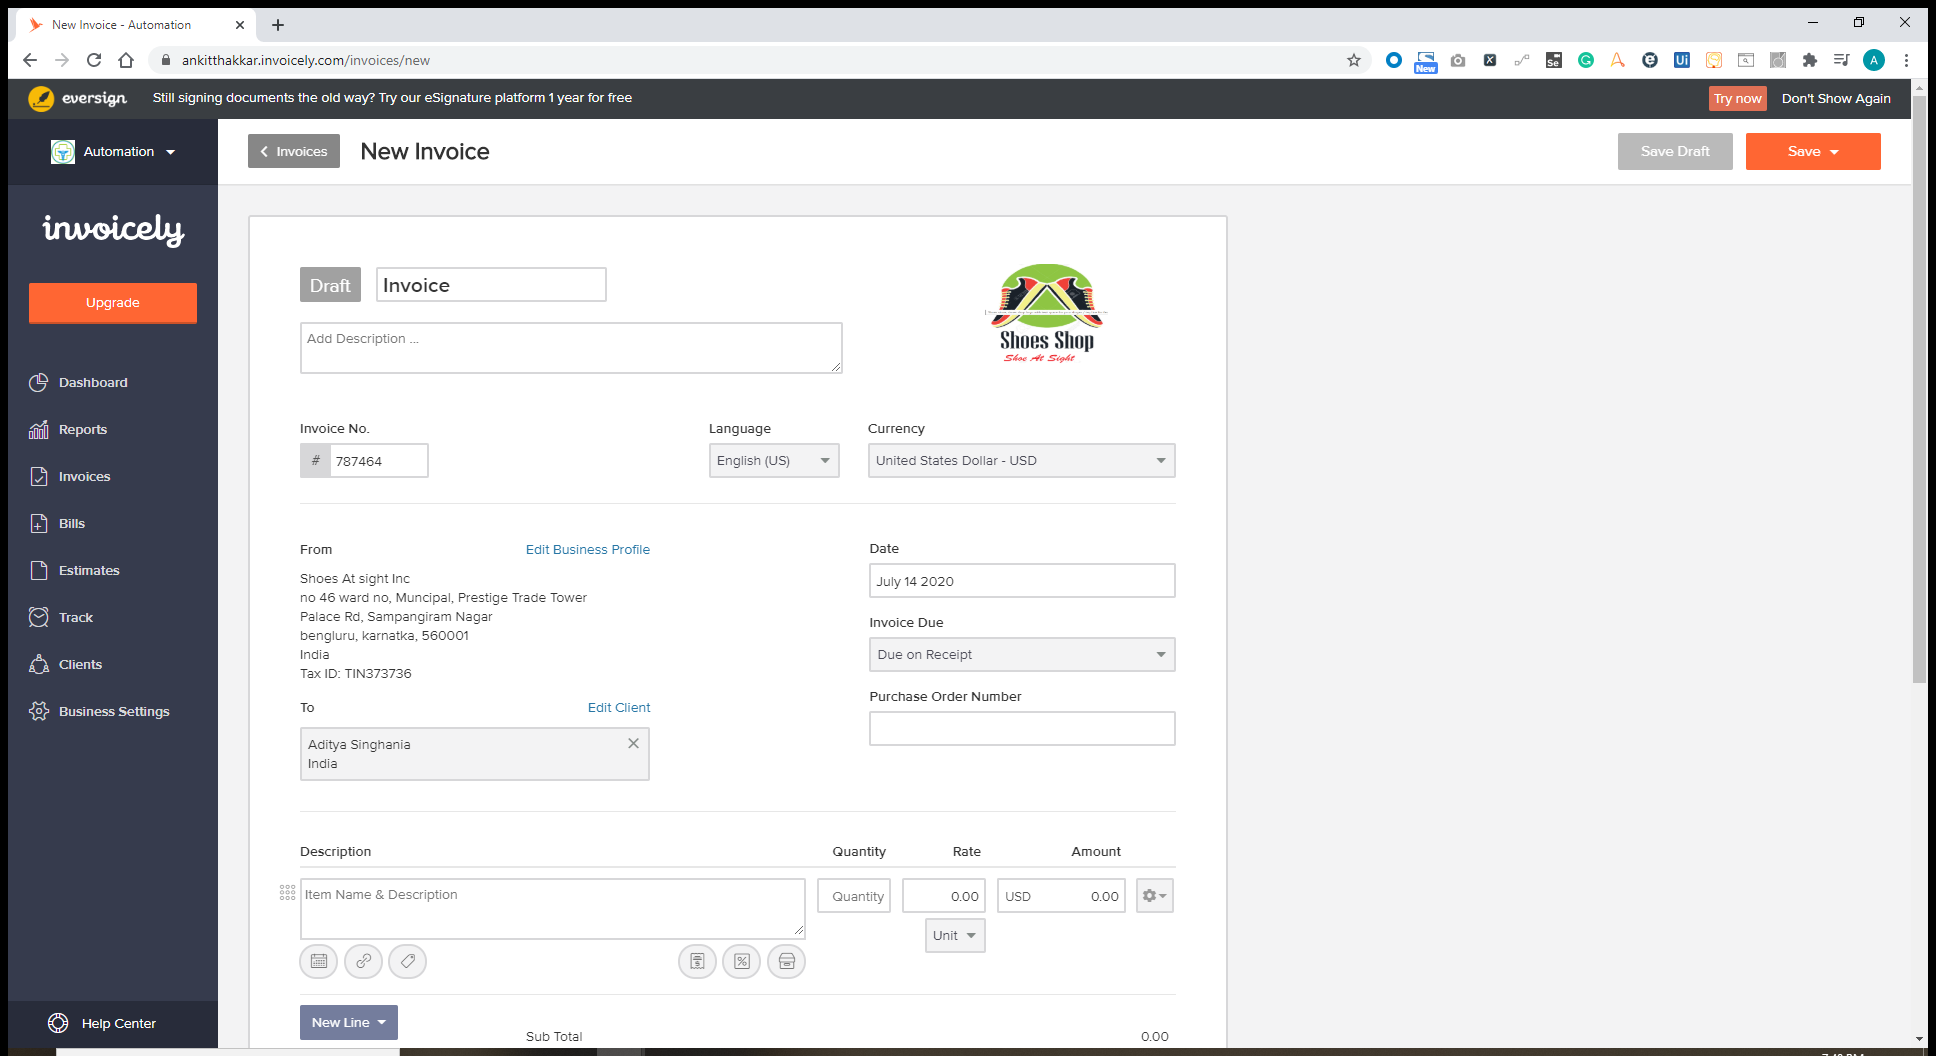 New Invoice - Automation
ankitthakkar.invoicely.com/invoices/new
New
Se
Ui
A
eversign
Still signing documents the old way? Try our eSignature platform 1 year for free
Try now
Don't Show Again
Automation
Invoices
New Invoice
Save Draft
Save
invoicely
Upgrade
Dashboard
Reports
Invoices
Bills
Estimates
Track
Clients
Business Settings
Help Center
Draft
Invoice
Add Description ...
Shoes Shop
Shoe At Sight
Invoice No.
Language
Currency
# 787464
English (US)
United States Dollar - USD
From
Edit Business Profile
Shoes At sight Inc
no 46 ward no, Muncipal, Prestige Trade Tower
Palace Rd, Sampangiram Nagar
bengluru, karnatka, 560001
India
Tax ID: TIN373736
To
Edit Client
Aditya Singhania
India
Date
July 14 2020
Invoice Due
Due on Receipt
Purchase Order Number
Description
Quantity
Rate
Amount
Item Name & Description
Quantity
0.00
USD 0.00
Unit
New Line
Sub Total
0.00